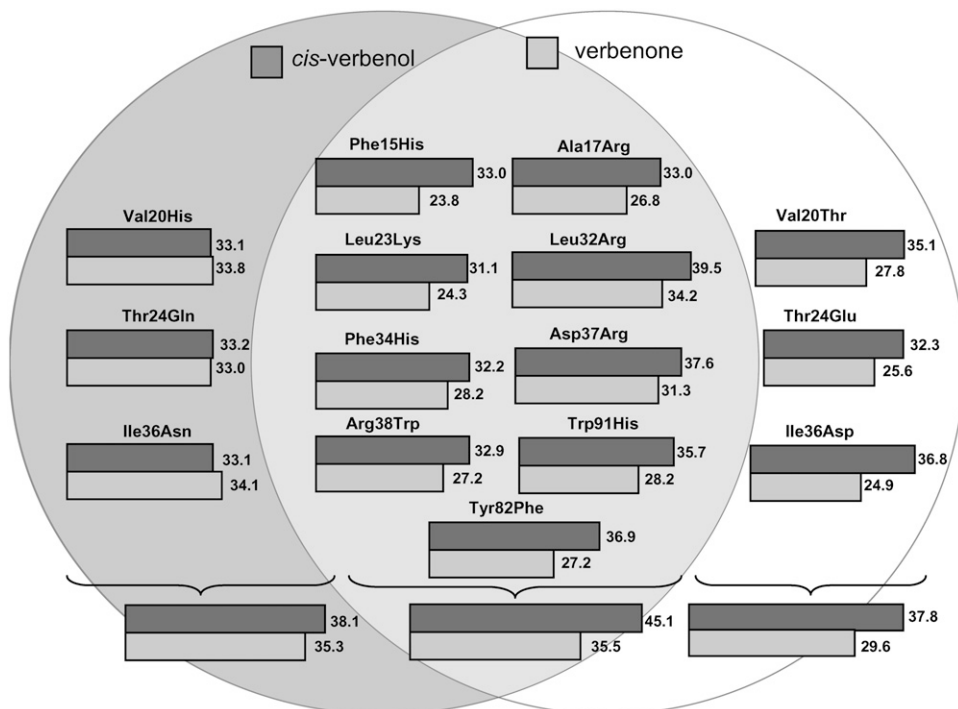 cis-verbenol
verbenone
Phe15His
33.0
23.8
Ala17Arg
33.0
26.8
Val20His
33.1
33.8
Leu23Lys
31.1
24.3
Leu32Arg
39.5
34.2
Val20Thr
35.1
27.8
Thr24Gln
33.2
33.0
Phe34His
32.2
28.2
Asp37Arg
37.6
31.3
Thr24Glu
32.3
25.6
Ile36Asn
33.1
34.1
Arg38Trp
32.9
27.2
Trp91His
35.7
28.2
Ile36Asp
36.8
24.9
Tyr82Phe
36.9
27.2
38.1
35.3
45.1
35.5
37.8
29.6